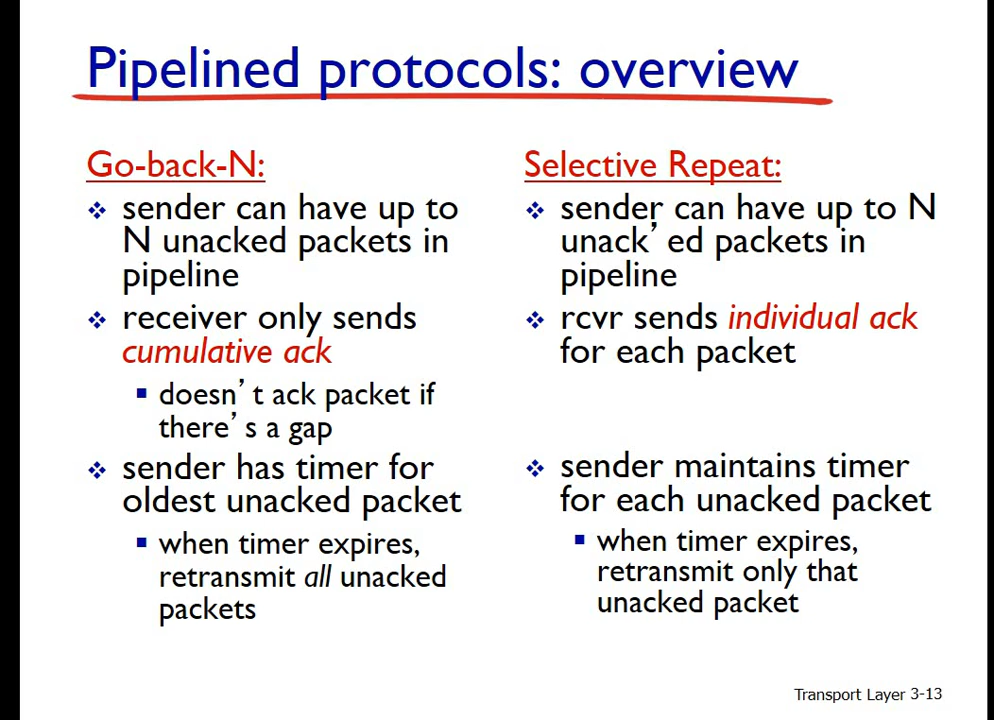 Pipelined protocols: overview
Go-back-N:
❖ sender can have up to
N unacked packets in
pipeline
❖ receiver only sends
cumulative ack
▪ doesn’ t ack packet if
there’ s a gap
❖ sender has timer for
oldest unacked packet
▪ when timer expires,
retransmit all unacked
packets
Selective Repeat:
❖ sender can have up to N
unack’ ed packets in
pipeline
❖ rcvr sends individual ack
for each packet
❖ sender maintains timer
for each unacked packet
▪ when timer expires,
retransmit only that
unacked packet
Transport Layer 3-13